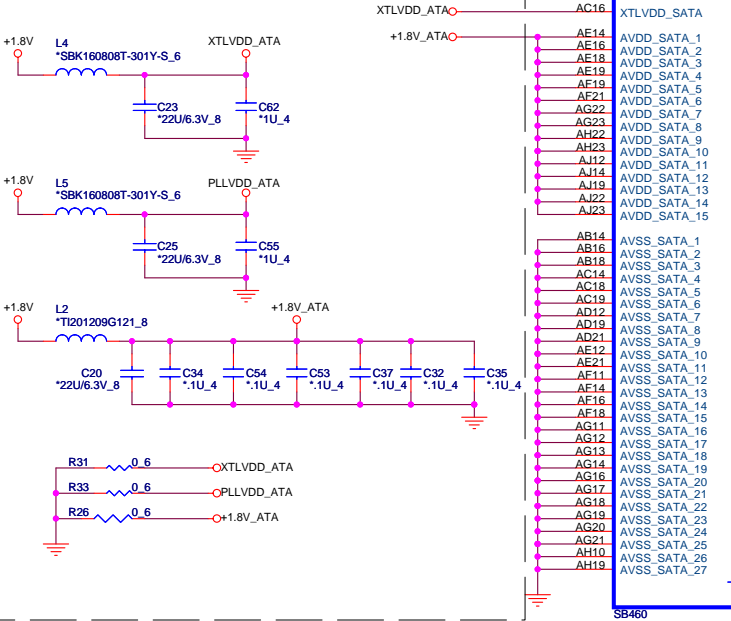 XTLVDD_ATA
AC16
XTLVDD_SATA
+1.8V_ATA
AE14
AVDD_SATA_1
AE16
AVDD_SATA_2
AE18
AVDD_SATA_3
AE19
AVDD_SATA_4
AF19
AVDD_SATA_5
AF21
AVDD_SATA_6
AG22
AVDD_SATA_7
AG23
AVDD_SATA_8
AH22
AVDD_SATA_9
AH23
AVDD_SATA_10
AJ12
AVDD_SATA_11
AJ14
AVDD_SATA_12
AJ19
AVDD_SATA_13
AJ22
AVDD_SATA_14
AJ23
AVDD_SATA_15
AB14
AVSS_SATA_1
AB16
AVSS_SATA_2
AB18
AVSS_SATA_3
AC14
AVSS_SATA_4
AC18
AVSS_SATA_5
AC19
AVSS_SATA_6
AD12
AVSS_SATA_7
AD19
AVSS_SATA_8
AD21
AVSS_SATA_9
AE12
AVSS_SATA_10
AE21
AVSS_SATA_11
AF11
AVSS_SATA_12
AF14
AVSS_SATA_13
AF16
AVSS_SATA_14
AF18
AVSS_SATA_15
AG11
AVSS_SATA_16
AG12
AVSS_SATA_17
AG13
AVSS_SATA_18
AG14
AVSS_SATA_19
AG16
AVSS_SATA_20
AG17
AVSS_SATA_21
AG18
AVSS_SATA_22
AG19
AVSS_SATA_23
AG20
AVSS_SATA_24
AG21
AVSS_SATA_25
AH10
AVSS_SATA_26
AH19
AVSS_SATA_27
SB460
+1.8V
L4
*SBK160808T-301Y-S_6
XTLVDD_ATA
C23
*22U/6.3V_8
C62
*1U_4
+1.8V
L5
*SBK160808T-301Y-S_6
PLLVDD_ATA
C25
*22U/6.3V_8
C55
*1U_4
+1.8V
L2
*TI201209G121_8
+1.8V_ATA
C20
*22U/6.3V_8
C34
*.1U_4
C54
*.1U_4
C53
*.1U_4
C37
*.1U_4
C32
*.1U_4
C35
*.1U_4
R31
0_6
XTLVDD_ATA
R33
0_6
PLLVDD_ATA
R26
0_6
+1.8V_ATA